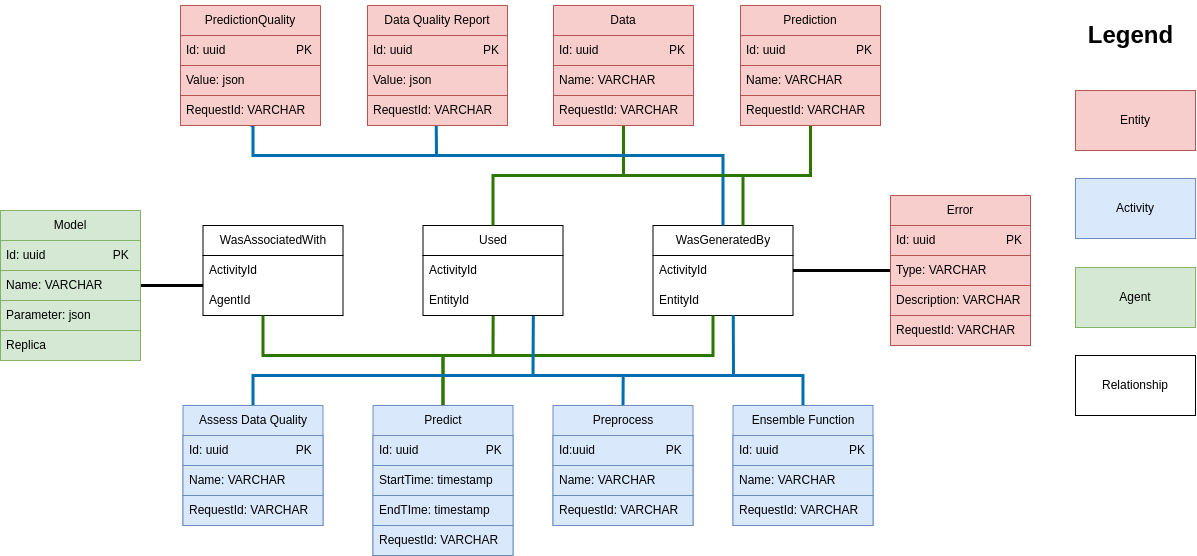 PredictionQuality
Id: uuid PK
Value: json
RequestId: VARCHAR
Data Quality Report
Id: uuid PK
Value: json
RequestId: VARCHAR
Data
Id: uuid PK
Name: VARCHAR
RequestId: VARCHAR
Prediction
Id: uuid PK
Name: VARCHAR
RequestId: VARCHAR
Legend
Entity
Activity
Agent
Relationship
Model
Id: uuid PK
Name: VARCHAR
Parameter: json
Replica
WasAssociatedWith
ActivityId
AgentId
Used
ActivityId
EntityId
WasGeneratedBy
ActivityId
EntityId
Error
Id: uuid PK
Type: VARCHAR
Description: VARCHAR
RequestId: VARCHAR
Assess Data Quality
Id: uuid PK
Name: VARCHAR
RequestId: VARCHAR
Predict
Id: uuid PK
StartTime: timestamp
EndTIme: timestamp
RequestId: VARCHAR
Preprocess
Id:uuid PK
Name: VARCHAR
RequestId: VARCHAR
Ensemble Function
Id: uuid PK
Name: VARCHAR
RequestId: VARCHAR